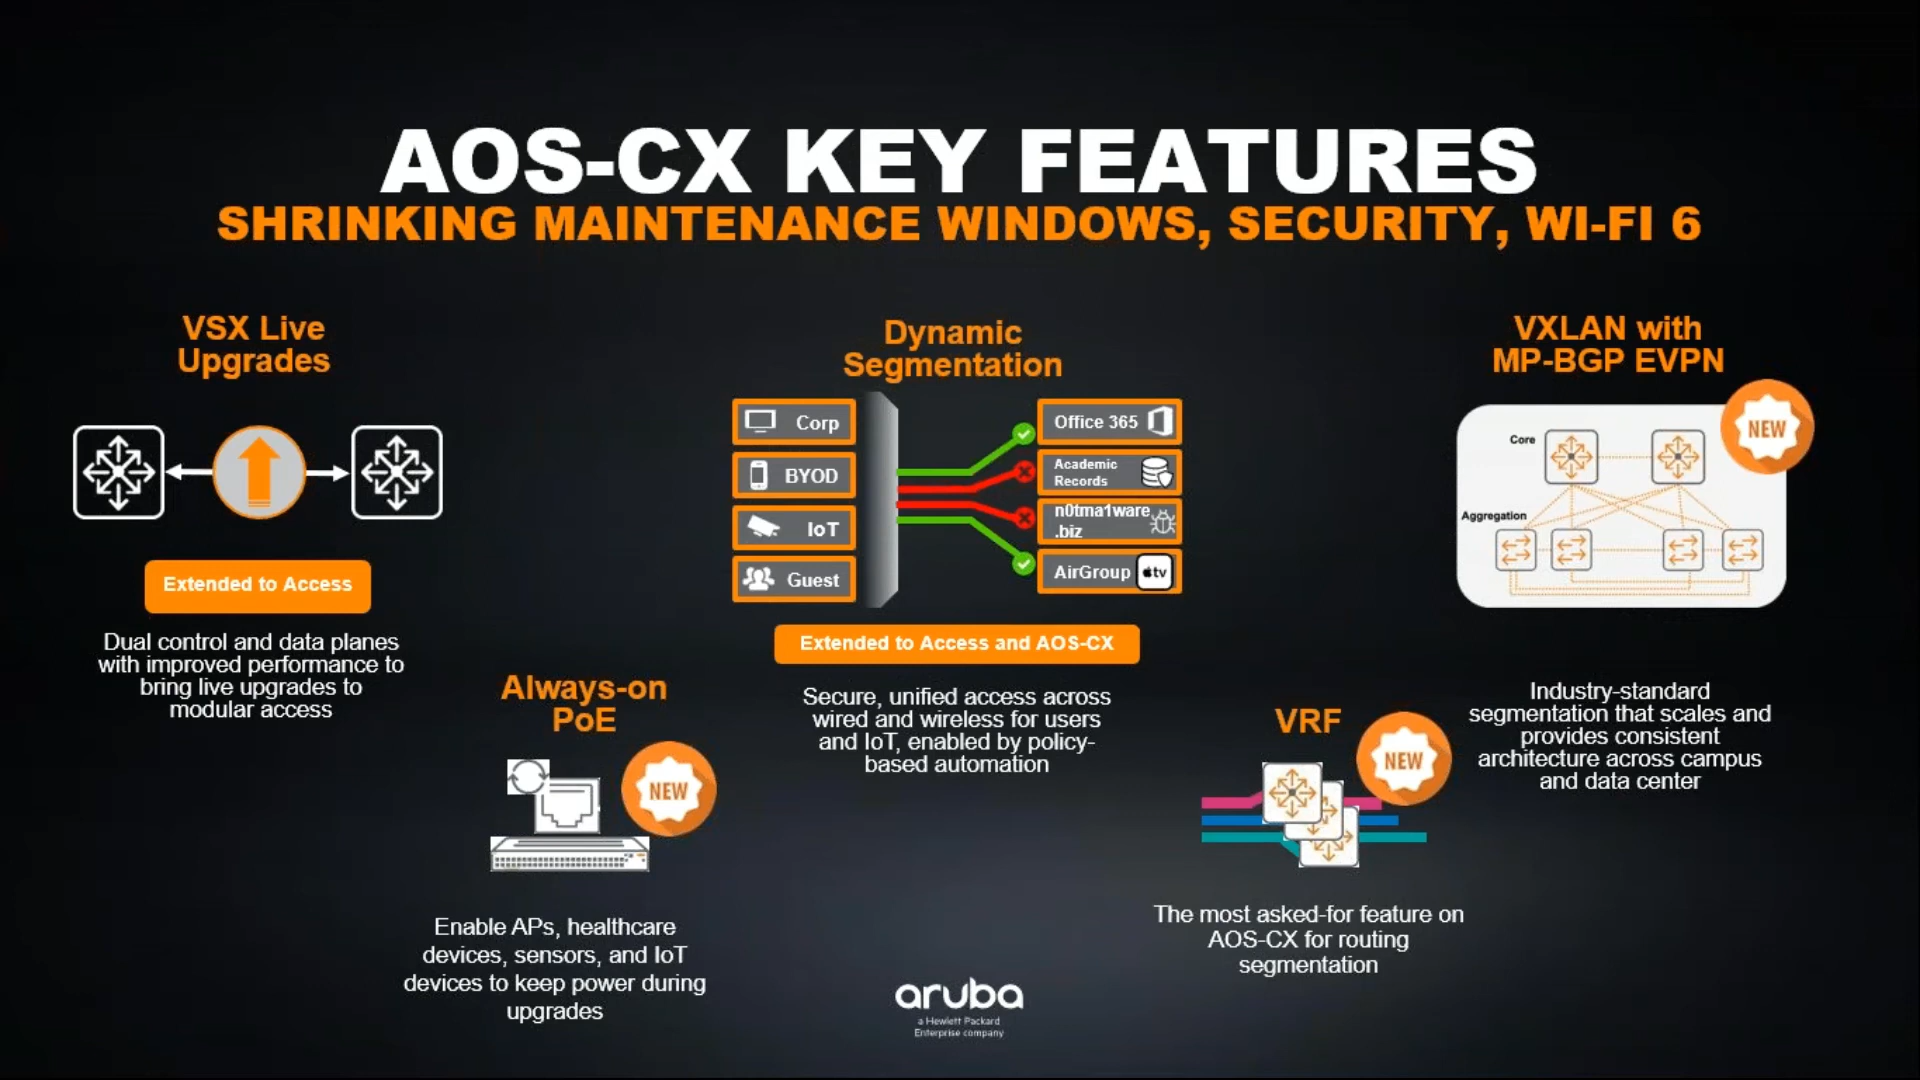 AOS-CX KEY FEATURES
SHRINKING MAINTENANCE WINDOWS, SECURITY, WI-FI 6
VSX Live
Upgrades
Extended to Access
Dual control and data planes
with improved performance to
bring live upgrades to
modular access
Always-on
PoE
NEW
Enable APs, healthcare
devices, sensors, and IoT
devices to keep power during
upgrades
Dynamic
Segmentation
Corp
BYOD
IoT
Guest
Office 365
Academic
Records
n0tma1ware
.biz
AirGroup
tv
Extended to Access and AOS-CX
Secure, unified access across
wired and wireless for users
and IoT, enabled by policy-
based automation
VRF
NEW
The most asked-for feature on
AOS-CX for routing
segmentation
VXLAN with
MP-BGP EVPN
NEW
Core
Aggregation
Industry-standard
segmentation that scales and
provides consistent
architecture across campus
and data center
aruba
a Hewlett Packard
Enterprise company